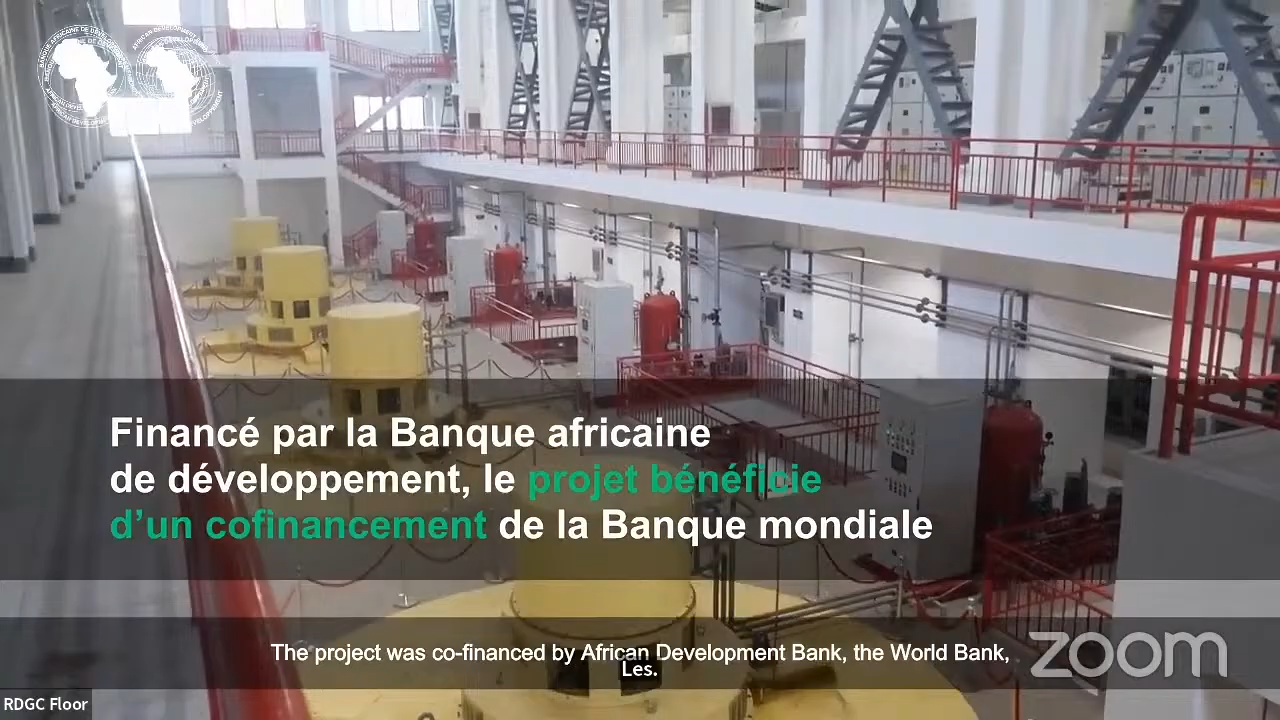 Financé par la Banque africaine
de développement, le projet bénéficie
d’un cofinancement de la Banque mondiale
The project was co-financed by African Development Bank, the World Bank,
Les.
zoom
RDGC Floor